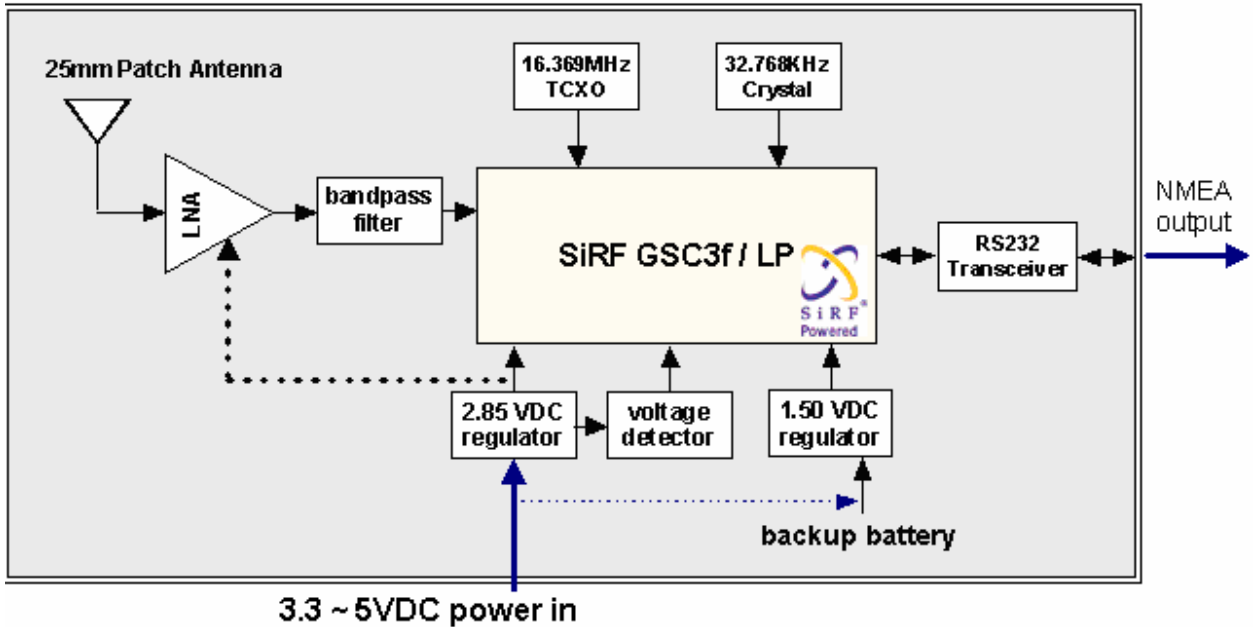 25mm Patch Antenna
16.369MHz
TCXO
32.768KHz
Crystal
LNA
bandpass
filter
SiRF GSC3f / LP
SiRF®
Powered
RS232
Transceiver
NMEA
output
2.85 VDC
regulator
voltage
detector
1.50 VDC
regulator
backup battery
3.3 ~ 5VDC power in